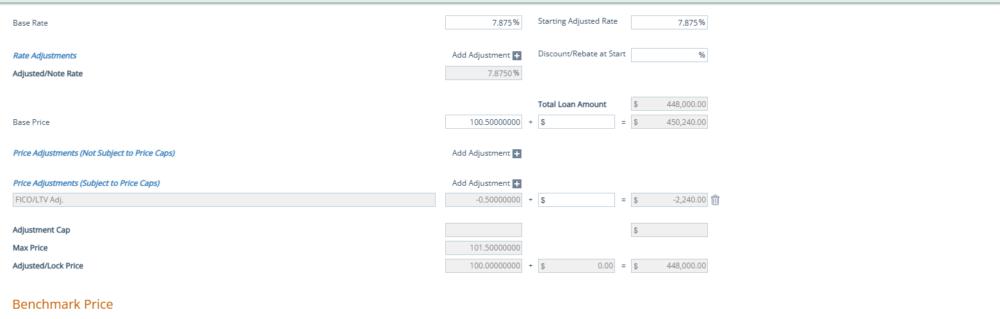 Base Rate 7.875% Starting Adjusted Rate 7.875%
Rate Adjustments Add Adjustment Discount/Rebate at Start %
Adjusted/Note Rate 7.8750%
Total Loan Amount $ 448,000.00
Base Price 100.50000000 + $ = $ 450,240.00
Price Adjustments (Not Subject to Price Caps) Add Adjustment
Price Adjustments (Subject to Price Caps) Add Adjustment
FICO/LTV Adj. -0.50000000 + $ = $ -2,240.00
Adjustment Cap $
Max Price 101.50000000
Adjusted/Lock Price 100.00000000 + $ 0.00 = $ 448,000.00
Benchmark Price